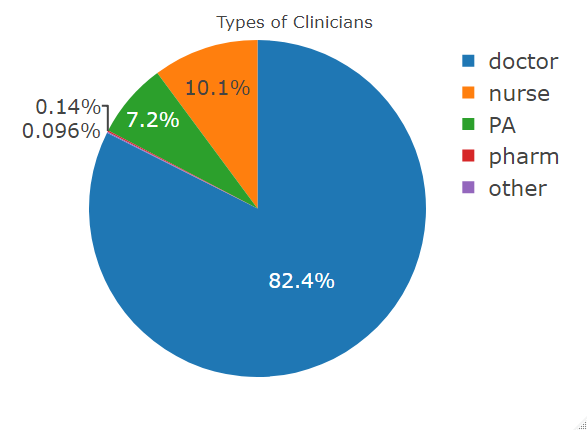 Types of Clinicians
doctor
nurse
PA
pharm
other
10.1%
0.14%
7.2%
0.096%
82.4%